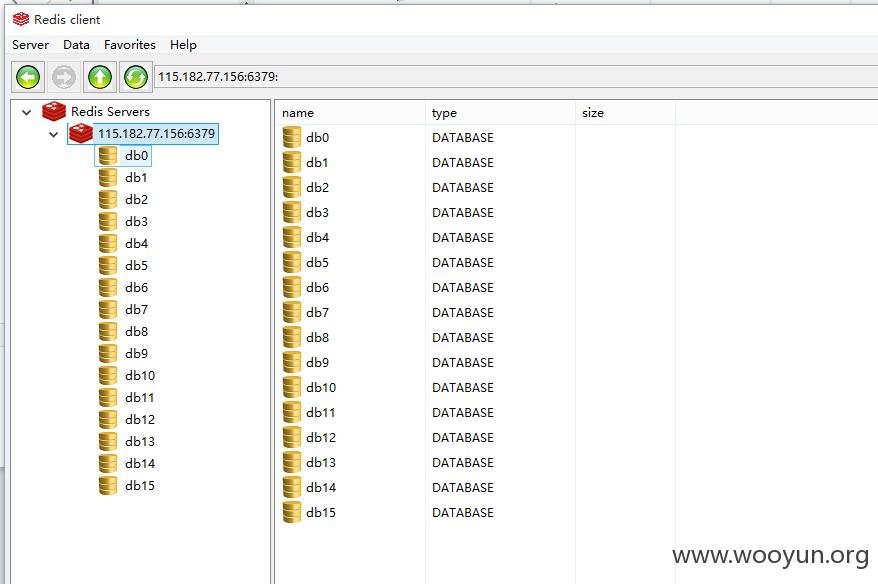 Redis client
Server Data Favorites Help
115.182.77.156:6379:
Redis Servers
115.182.77.156:6379
db0
db1
db2
db3
db4
db5
db6
db7
db8
db9
db10
db11
db12
db13
db14
db15
name type size
db0 DATABASE
db1 DATABASE
db2 DATABASE
db3 DATABASE
db4 DATABASE
db5 DATABASE
db6 DATABASE
db7 DATABASE
db8 DATABASE
db9 DATABASE
db10 DATABASE
db11 DATABASE
db12 DATABASE
db13 DATABASE
db14 DATABASE
db15 DATABASE
www.wooyun.org